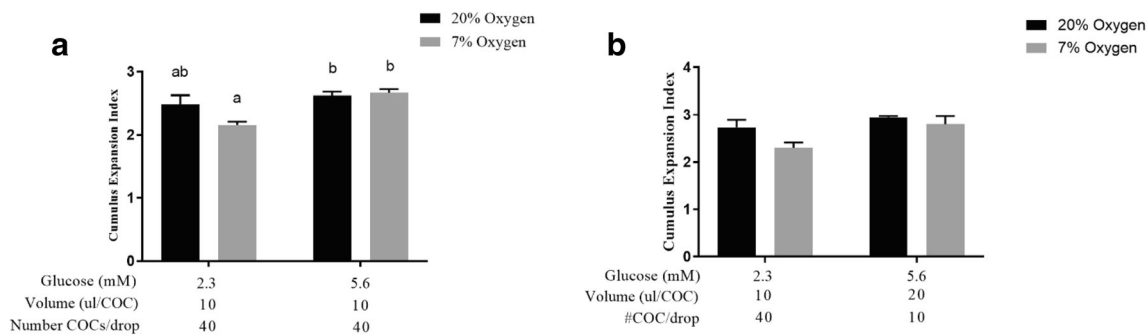 a
20% Oxygen
7% Oxygen
Cumulus Expansion Index
3
2
1
0
ab
a
b
b
Glucose (mM) 2.3 5.6
Volume (ul/COC) 10 10
Number COCs/drop 40 40
b
20% Oxygen
7% Oxygen
Cumulus Expansion Index
4
3
2
1
0
Glucose (mM) 2.3 5.6
Volume (ul/COC) 10 20
#COC/drop 40 10